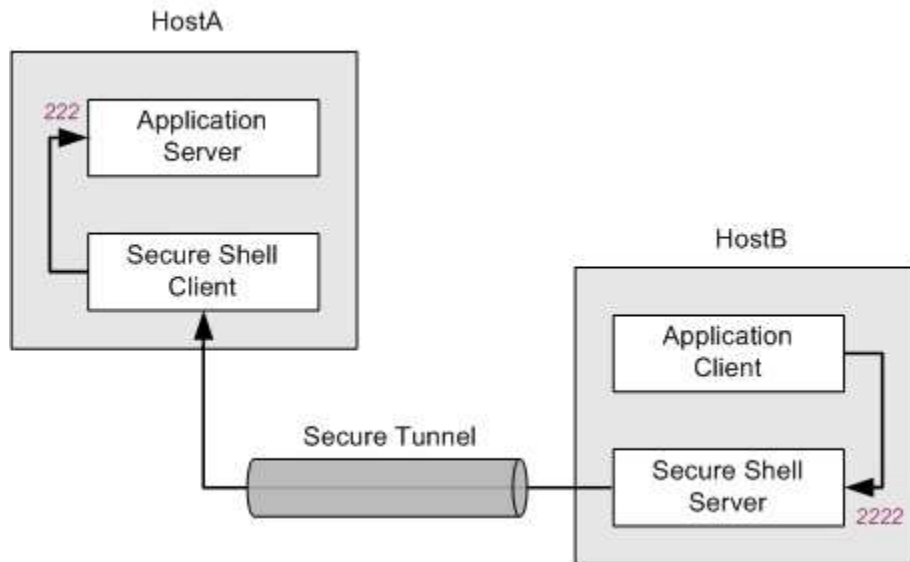 HostA
222
Application
Server
Secure Shell
Client
HostB
Application
Client
Secure Tunnel
Secure Shell
Server
2222